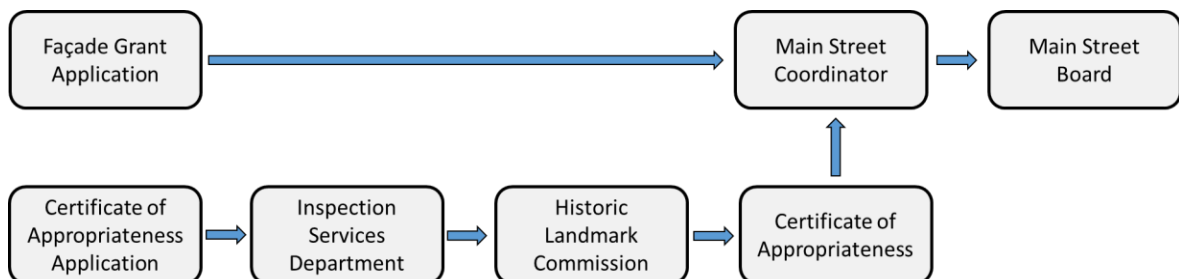 Façade Grant
Application
Main Street
Coordinator
Main Street
Board
Certificate of
Appropriateness
Application
Inspection
Services
Department
Historic
Landmark
Commission
Certificate of
Appropriateness